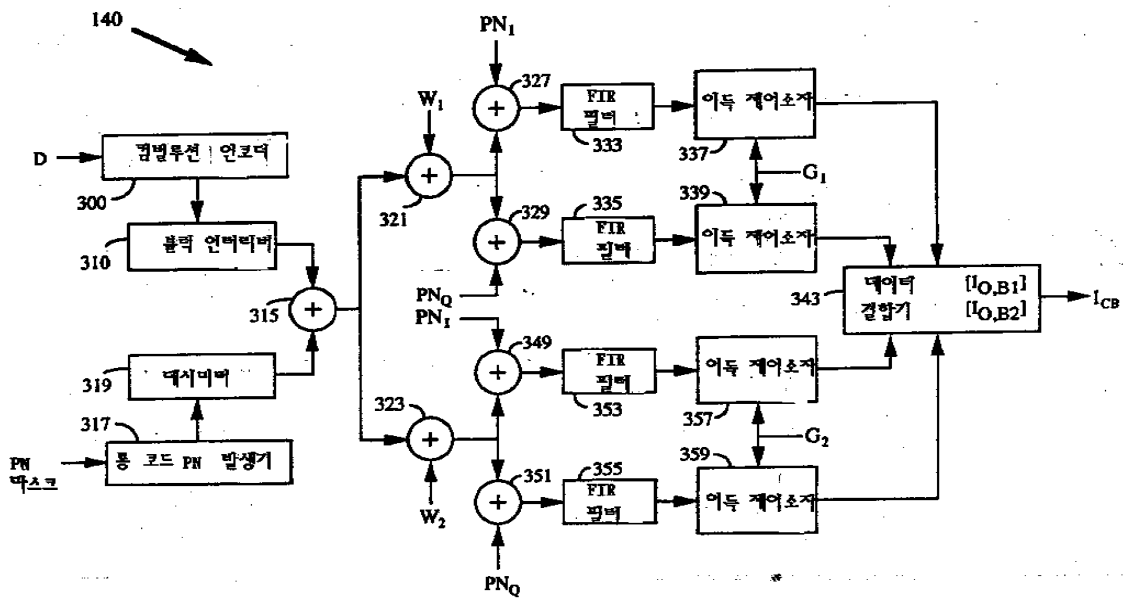 140
PN1
327
FIR
필터
333
이득 제어소자
337
W1
321
D
컨벌루션 인코더
300
G1
339
이득 제어소자
329
335
FIR
필터
블럭 인터리버
310
PNQ
PN1
315
343
데이터
결합기
[IO,B1]
[IO,B2]
ICB
349
FIR
필터
353
이득 제어소자
357
319
데시미터
323
317
롱 코드 PN 발생기
PN
마스크
G2
359
이득 제어소자
351
355
FIR
필터
W2
PNQ